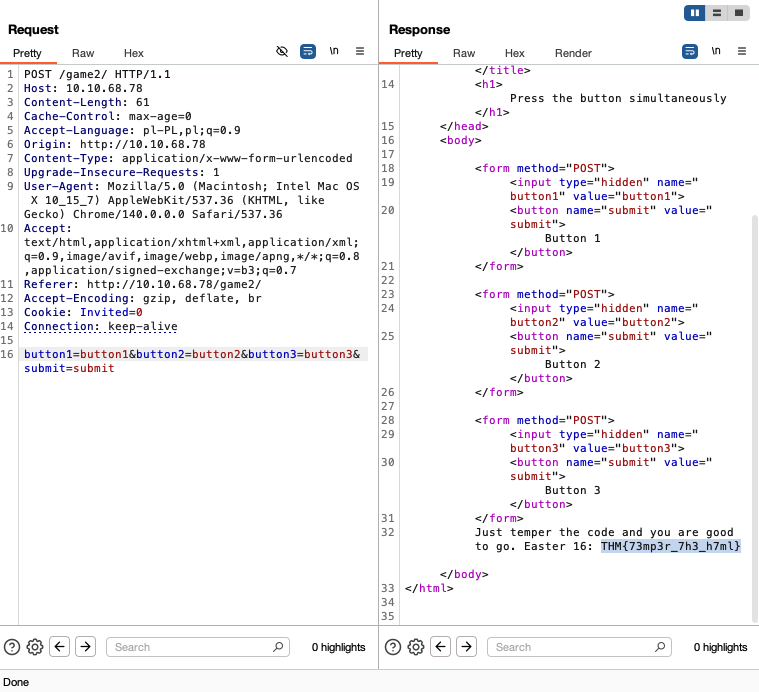 Request
Pretty Raw Hex \n
1 POST /game2/ HTTP/1.1
2 Host: 10.10.68.78
3 Content-Length: 61
4 Cache-Control: max-age=0
5 Accept-Language: pl-PL,pl;q=0.9
6 Origin: http://10.10.68.78
7 Content-Type: application/x-www-form-urlencoded
8 Upgrade-Insecure-Requests: 1
9 User-Agent: Mozilla/5.0 (Macintosh; Intel Mac OS
X 10_15_7) AppleWebKit/537.36 (KHTML, like
Gecko) Chrome/140.0.0.0 Safari/537.36
10 Accept:
text/html,application/xhtml+xml,application/xml;
q=0.9,image/avif,image/webp,image/apng,*/*;q=0.8
,application/signed-exchange;v=b3;q=0.7
11 Referer: http://10.10.68.78/game2/
12 Accept-Encoding: gzip, deflate, br
13 Cookie: Invited=0
14 Connection: keep-alive
15
16 button1=button1&button2=button2&button3=button3&
submit=submit
Search
0 highlights
Response
Pretty Raw Hex Render \n
</title>
14 <h1>
Press the button simultaneously
</h1>
15 </head>
16 <body>
17
18 <form method="POST">
19 <input type="hidden" name="
button1" value="button1">
20 <button name="submit" value="
submit">
Button 1
</button>
21 </form>
22
23 <form method="POST">
24 <input type="hidden" name="
button2" value="button2">
25 <button name="submit" value="
submit">
Button 2
</button>
26 </form>
27
28 <form method="POST">
29 <input type="hidden" name="
button3" value="button3">
30 <button name="submit" value="
submit">
Button 3
</button>
31 </form>
32 Just temper the code and you are good
to go. Easter 16: THM{73mp3r_7h3_h7ml}
</body>
33 </html>
34
35
Search
0 highlights
Done